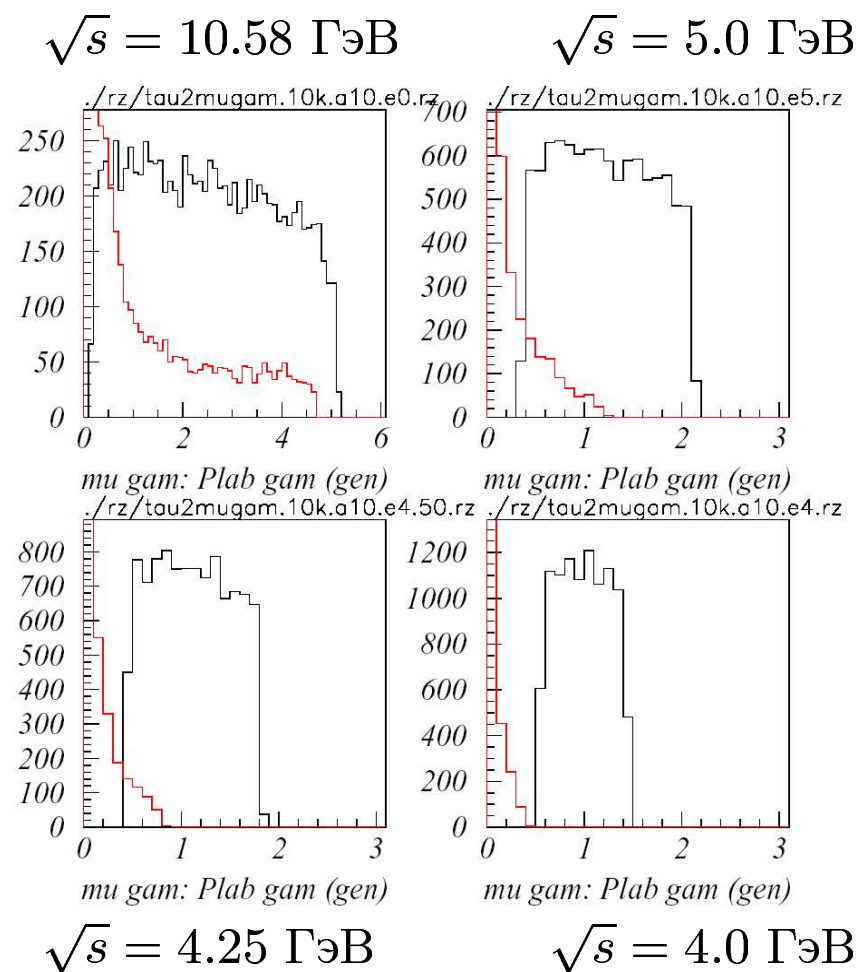 √s = 10.58 ГэВ √s = 5.0 ГэВ
./rz/tau2mugam.10k.a10.e0.rz ./rz/tau2mugam.10k.a10.e5.rz
250
200
150
100
50
0
0 2 4 6
mu gam: Plab gam (gen)
700
600
500
400
300
200
100
0
0 1 2 3
mu gam: Plab gam (gen)
./rz/tau2mugam.10k.a10.e4.50.rz ./rz/tau2mugam.10k.a10.e4.rz
800
700
600
500
400
300
200
100
0
0 1 2 3
mu gam: Plab gam (gen)
1200
1000
800
600
400
200
0
0 1 2 3
mu gam: Plab gam (gen)
√s = 4.25 ГэВ √s = 4.0 ГэВ